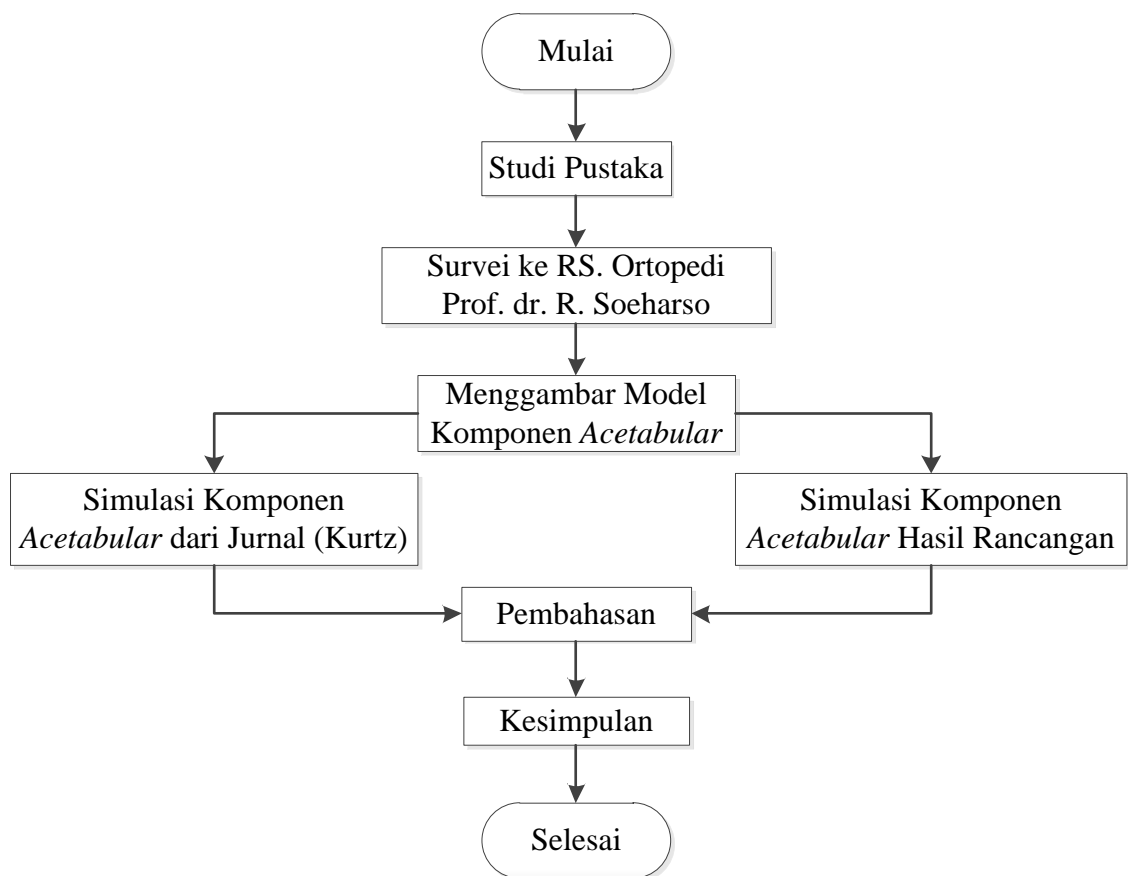 Mulai
Studi Pustaka
Survei ke RS. Ortopedi
Prof. dr. R. Soeharso
Menggambar Model
Komponen Acetabular
Simulasi Komponen
Acetabular dari Jurnal (Kurtz)
Simulasi Komponen
Acetabular Hasil Rancangan
Pembahasan
Kesimpulan
Selesai